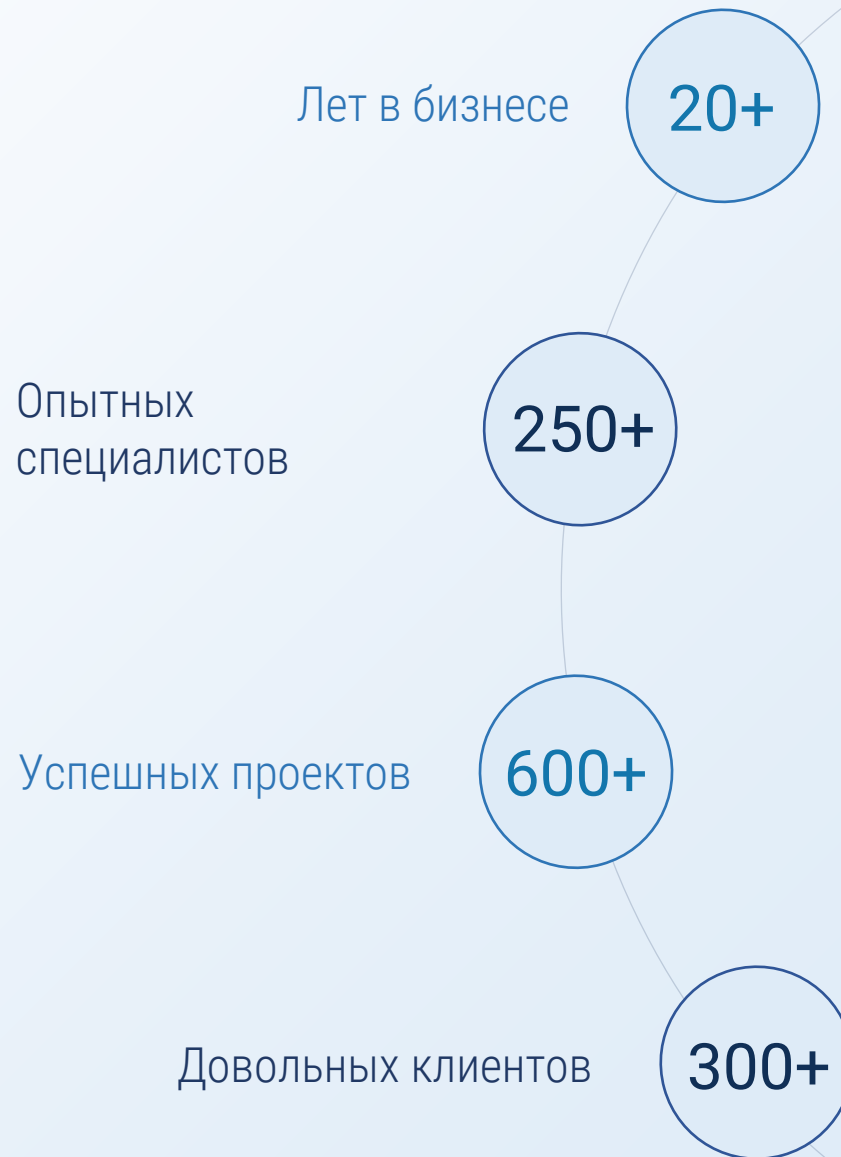 Лет в бизнесе 20+
Опытных
специалистов
250+
Успешных проектов 600+
Довольных клиентов 300+